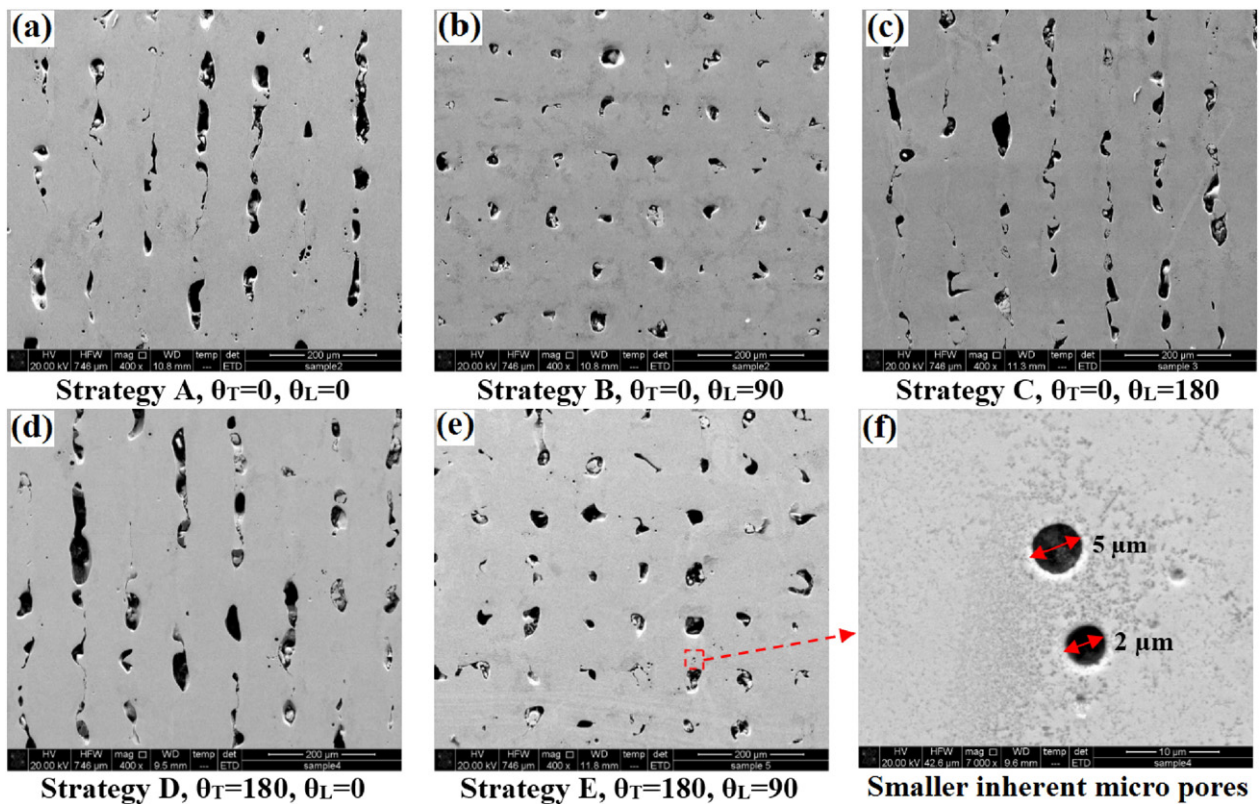 (a)
HV HFW mag □ WD temp det
200 µm
20.00 kV 746 µm 400 x 10.8 mm --- ETD
sample2
Strategy A, θT=0, θL=0
(b)
HV HFW mag □ WD temp det
200 µm
20.00 kV 746 µm 400 x 10.8 mm --- ETD
sample2
Strategy B, θT=0, θL=90
(c)
HV HFW mag □ WD temp det
200 µm
20.00 kV 746 µm 400 x 11.3 mm --- ETD
sample 3
Strategy C, θT=0, θL=180
(d)
HV HFW mag □ WD temp det
200 µm
20.00 kV 746 µm 400 x 9.5 mm --- ETD
sample4
Strategy D, θT=180, θL=0
(e)
HV HFW mag □ WD temp det
200 µm
20.00 kV 746 µm 400 x 11.8 mm --- ETD
sample 5
Strategy E, θT=180, θL=90
(f)
5 µm
2 µm
HV HFW mag □ WD temp det
10 µm
20.00 kV 42.6 µm 7 000 x 9.6 mm --- ETD
sample4
Smaller inherent micro pores